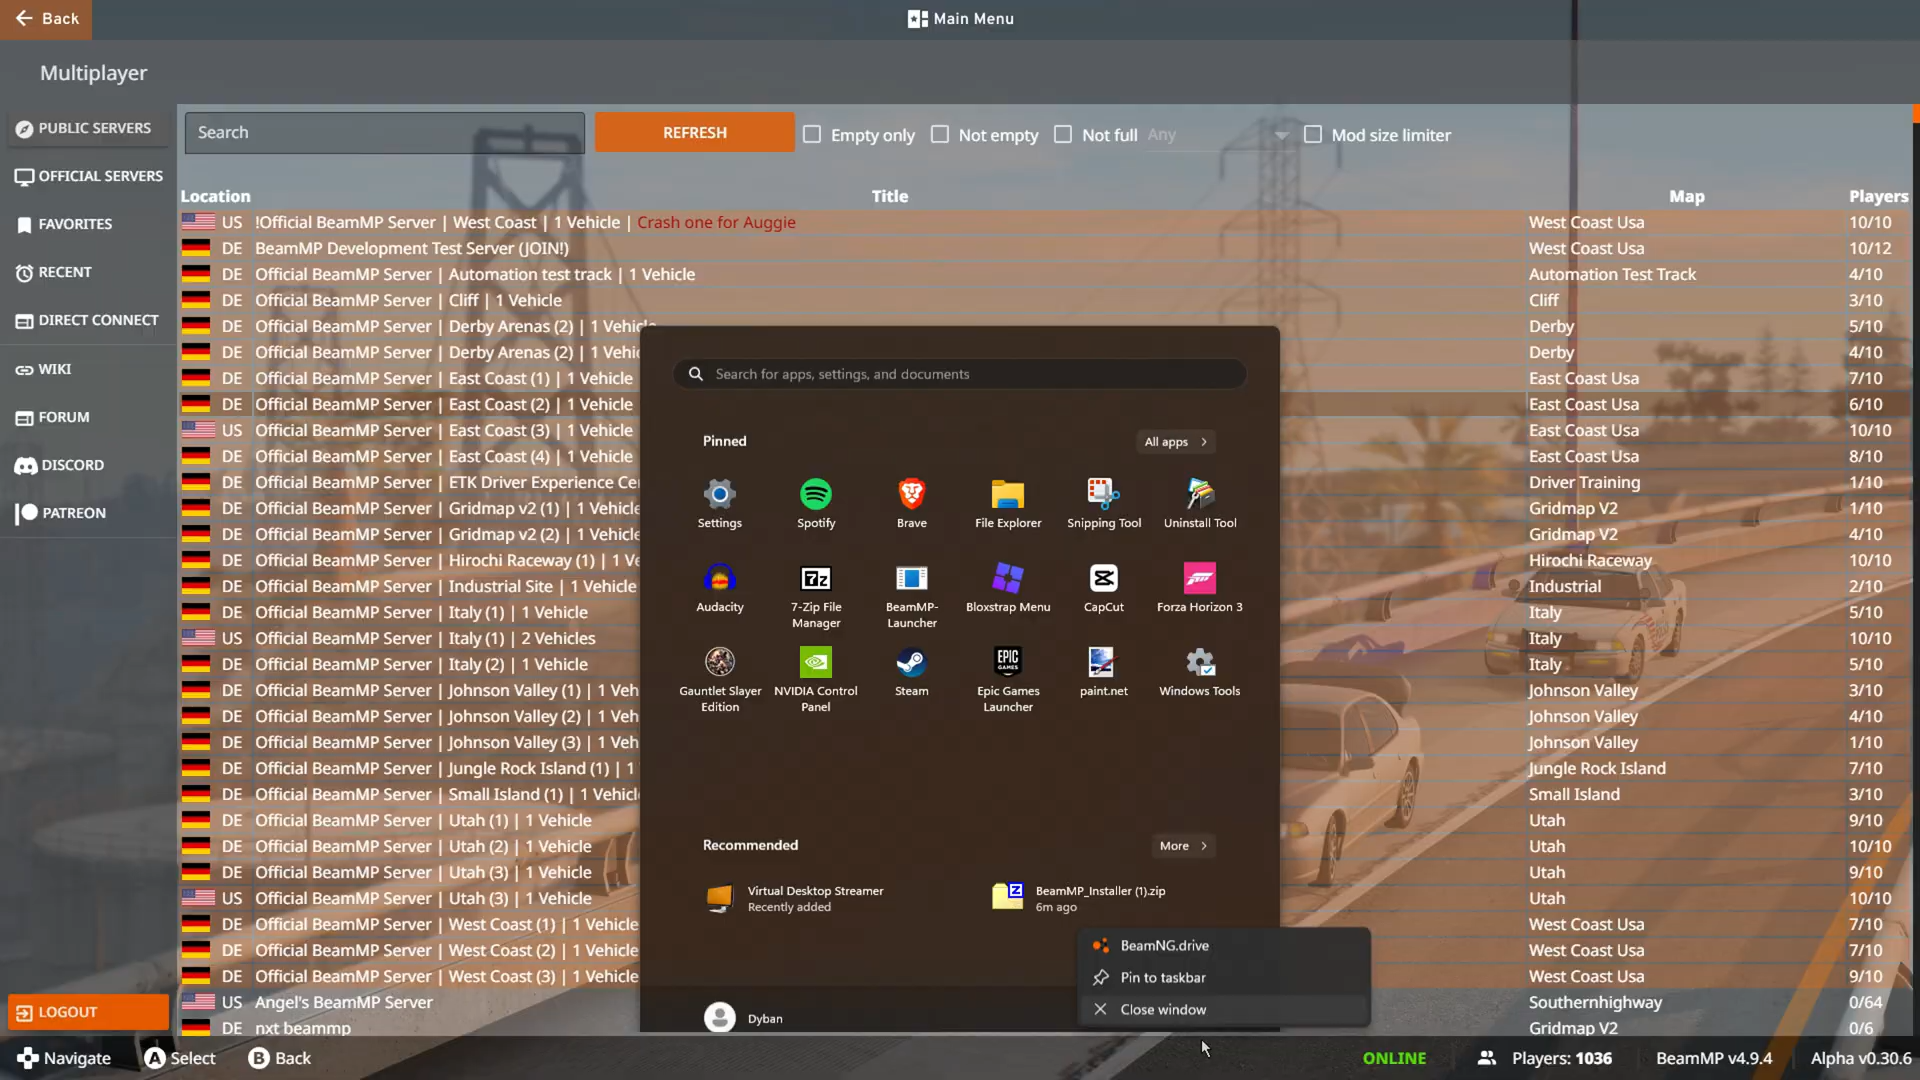 Back
Main Menu
Multiplayer
PUBLIC SERVERS
OFFICIAL SERVERS
FAVORITES
RECENT
DIRECT CONNECT
WIKI
FORUM
DISCORD
PATREON
LOGOUT
Search
REFRESH
Empty only
Not empty
Not full
Any
Mod size limiter
Location Title Map Players
US !Official BeamMP Server | West Coast | 1 Vehicle | Crash one for Auggie West Coast Usa 10/10
DE BeamMP Development Test Server (JOIN!) West Coast Usa 10/12
DE Official BeamMP Server | Automation test track | 1 Vehicle Automation Test Track 4/10
DE Official BeamMP Server | Cliff | 1 Vehicle Cliff 3/10
DE Official BeamMP Server | Derby Arenas (2) | 1 Vehicle Derby 5/10
DE Official BeamMP Server | Derby Arenas (2) | 1 Vehi Derby 4/10
DE Official BeamMP Server | East Coast (1) | 1 Vehicle East Coast Usa 7/10
DE Official BeamMP Server | East Coast (2) | 1 Vehicle East Coast Usa 6/10
US Official BeamMP Server | East Coast (3) | 1 Vehicle East Coast Usa 10/10
DE Official BeamMP Server | East Coast (4) | 1 Vehicle East Coast Usa 8/10
DE Official BeamMP Server | ETK Driver Experience Ce Driver Training 1/10
DE Official BeamMP Server | Gridmap v2 (1) | 1 Vehicle Gridmap V2 1/10
DE Official BeamMP Server | Gridmap v2 (2) | 1 Vehicle Gridmap V2 4/10
DE Official BeamMP Server | Hirochi Raceway (1) | 1 Ve Hirochi Raceway 10/10
DE Official BeamMP Server | Industrial Site | 1 Vehicle Industrial 2/10
DE Official BeamMP Server | Italy (1) | 1 Vehicle Italy 5/10
US Official BeamMP Server | Italy (1) | 2 Vehicles Italy 10/10
DE Official BeamMP Server | Italy (2) | 1 Vehicle Italy 5/10
DE Official BeamMP Server | Johnson Valley (1) | 1 Veh Johnson Valley 3/10
DE Official BeamMP Server | Johnson Valley (2) | 1 Veh Johnson Valley 4/10
DE Official BeamMP Server | Johnson Valley (3) | 1 Veh Johnson Valley 1/10
DE Official BeamMP Server | Jungle Rock Island (1) | 1 Jungle Rock Island 7/10
DE Official BeamMP Server | Small Island (1) | 1 Vehicl Small Island 3/10
DE Official BeamMP Server | Utah (1) | 1 Vehicle Utah 9/10
DE Official BeamMP Server | Utah (2) | 1 Vehicle Utah 10/10
DE Official BeamMP Server | Utah (3) | 1 Vehicle Utah 9/10
US Official BeamMP Server | Utah (3) | 1 Vehicle Utah 10/10
DE Official BeamMP Server | West Coast (1) | 1 Vehicle West Coast Usa 7/10
DE Official BeamMP Server | West Coast (2) | 1 Vehicle West Coast Usa 7/10
DE Official BeamMP Server | West Coast (3) | 1 Vehicle West Coast Usa 9/10
US Angel's BeamMP Server Southernhighway 0/64
DE nxt beammp Gridmap V2 0/6
Search for apps, settings, and documents
Pinned
All apps
Settings
Spotify
Brave
File Explorer
Snipping Tool
Uninstall Tool
Audacity
7z
7-Zip File Manager
BeamMP-Launcher
Bloxstrap Menu
CapCut
Forza Horizon 3
Gauntlet Slayer Edition
NVIDIA Control Panel
Steam
EPIC GAMES
Epic Games Launcher
paint.net
Windows Tools
Recommended
More
Virtual Desktop Streamer
Recently added
Z
BeamMP_Installer (1).zip
6m ago
BeamNG.drive
Pin to taskbar
Close window
Dyban
Navigate
A Select
B Back
ONLINE
Players: 1036
BeamMP v4.9.4
Alpha v0.30.6